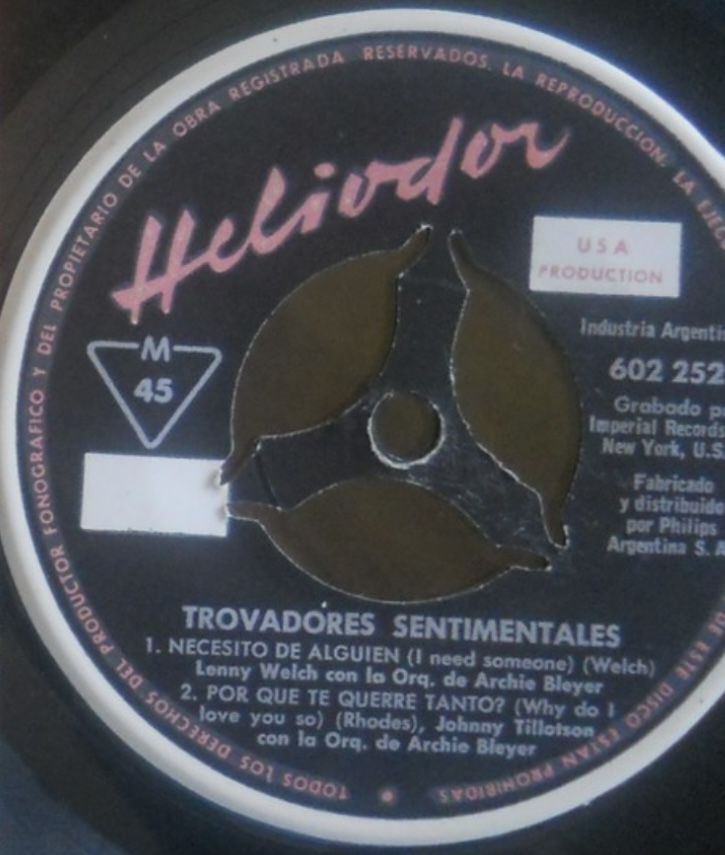 TODOS LOS DERECHOS DEL PRODUCTOR FONOGRAFICO Y DEL PROPIETARIO DE LA OBRA REGISTRADA RESERVADOS. LA REPRODUCCION. LA
DE ESTE DISCO ESTAN PROHIBIDAS
Heliodor
USA
PRODUCTION
M
45
Industria
602 252
Grabado
Imperial Records
New York,
Fabricado
y
por Philips
Argentina S.
TROVADORES SENTIMENTALES
1. NECESITO DE ALGUIEN (I need someone) (Welch)
Lenny Welch con la Orq. de Archie Bleyer
2. POR QUE TE QUERRE TANTO? (Why do I
love you so) (Rhodes), Johnny Tillotson
con la Orq. de Archie Bleyer